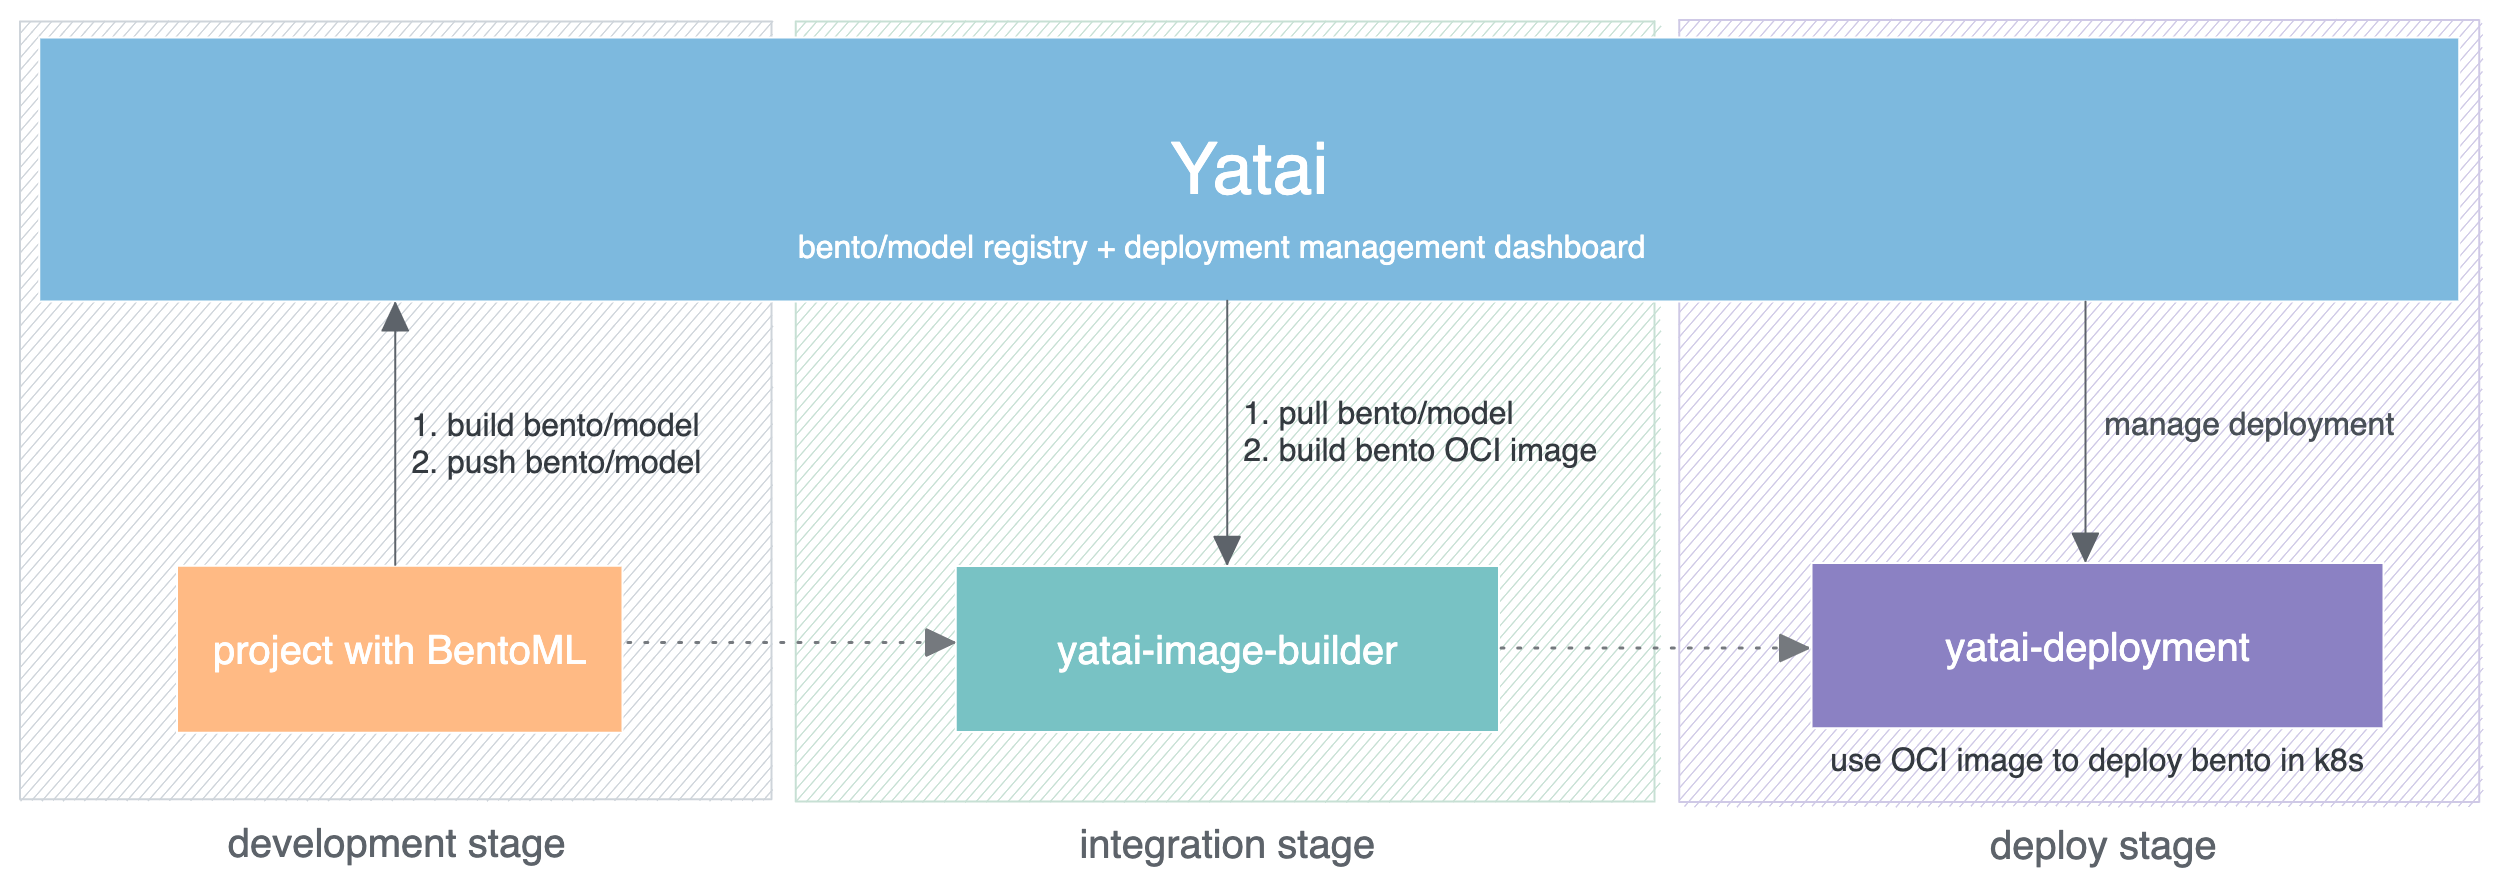 Yatai
bento/model registry + deployment management dashboard
1. build bento/model
2. push bento/model
1. pull bento/model
2. build bento OCI image
manage deployment
project with BentoML
yatai-image-builder
yatai-deployment
use OCI image to deploy bento in k8s
development stage
integration stage
deploy stage